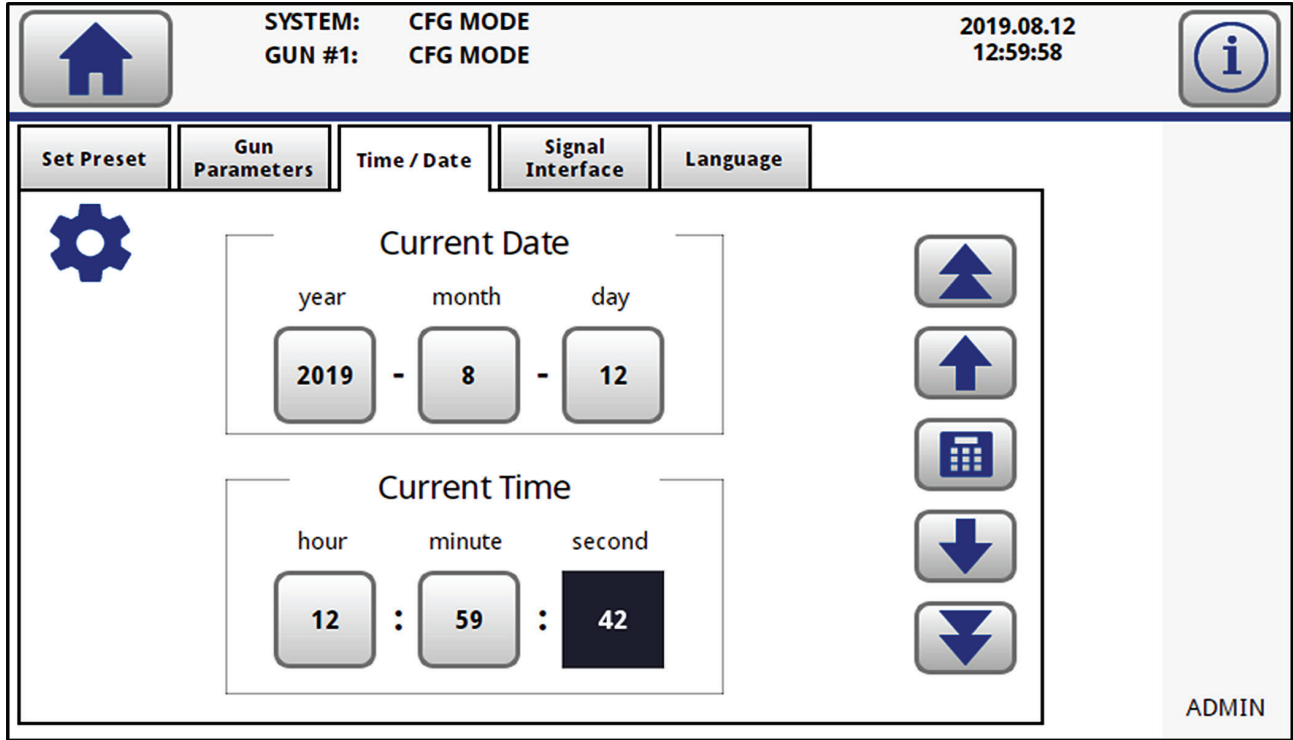 SYSTEM: CFG MODE
GUN #1: CFG MODE
2019.08.12
12:59:58
i
Set Preset
Gun
Parameters
Time / Date
Signal
Interface
Language
Current Date
year month day
2019 - 8 - 12
Current Time
hour minute second
12 : 59 : 42
ADMIN